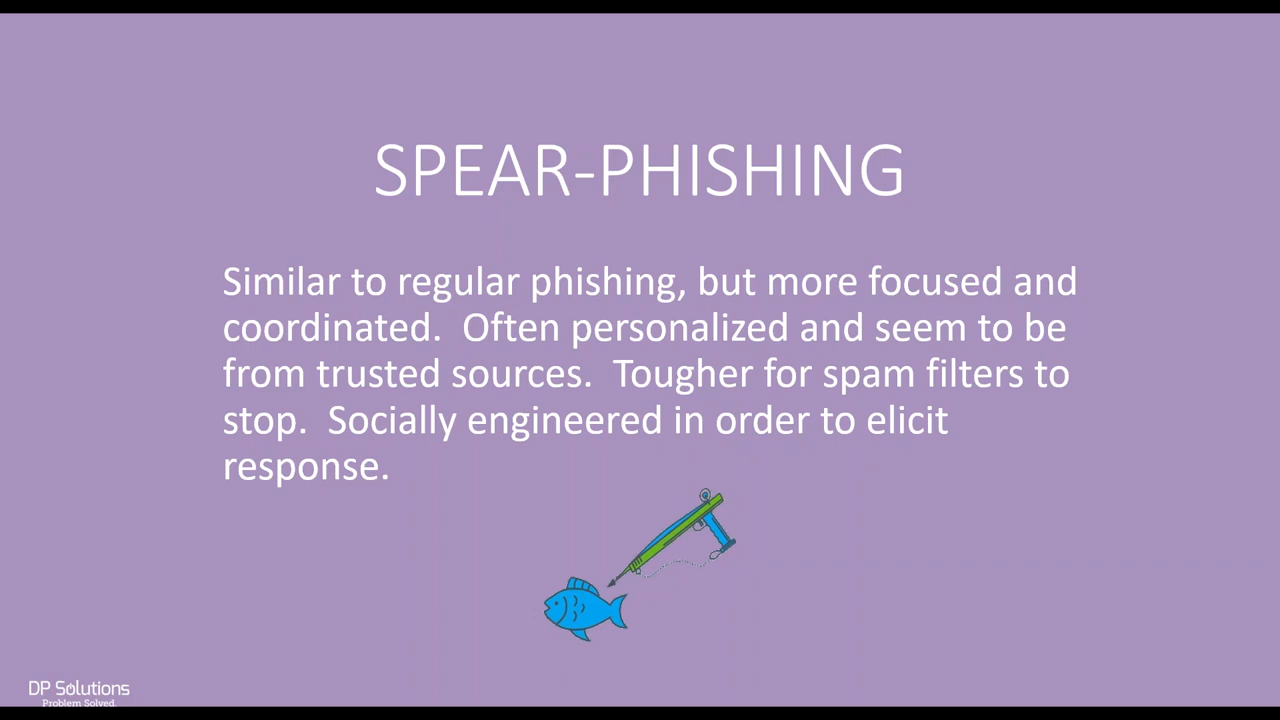 SPEAR-PHISHING
Similar to regular phishing, but more focused and
coordinated.  Often personalized and seem to be
from trusted sources.  Tougher for spam filters to
stop.  Socially engineered in order to elicit
response.
DP Solutions
Problem Solved.